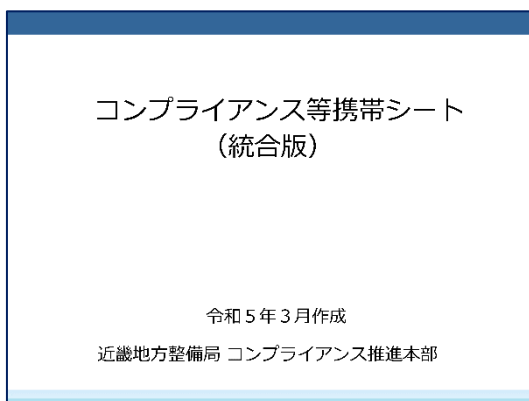 コンプライアンス等携帯シート
（統合版）
令和５年３月作成
近畿地方整備局 コンプライアンス推進本部